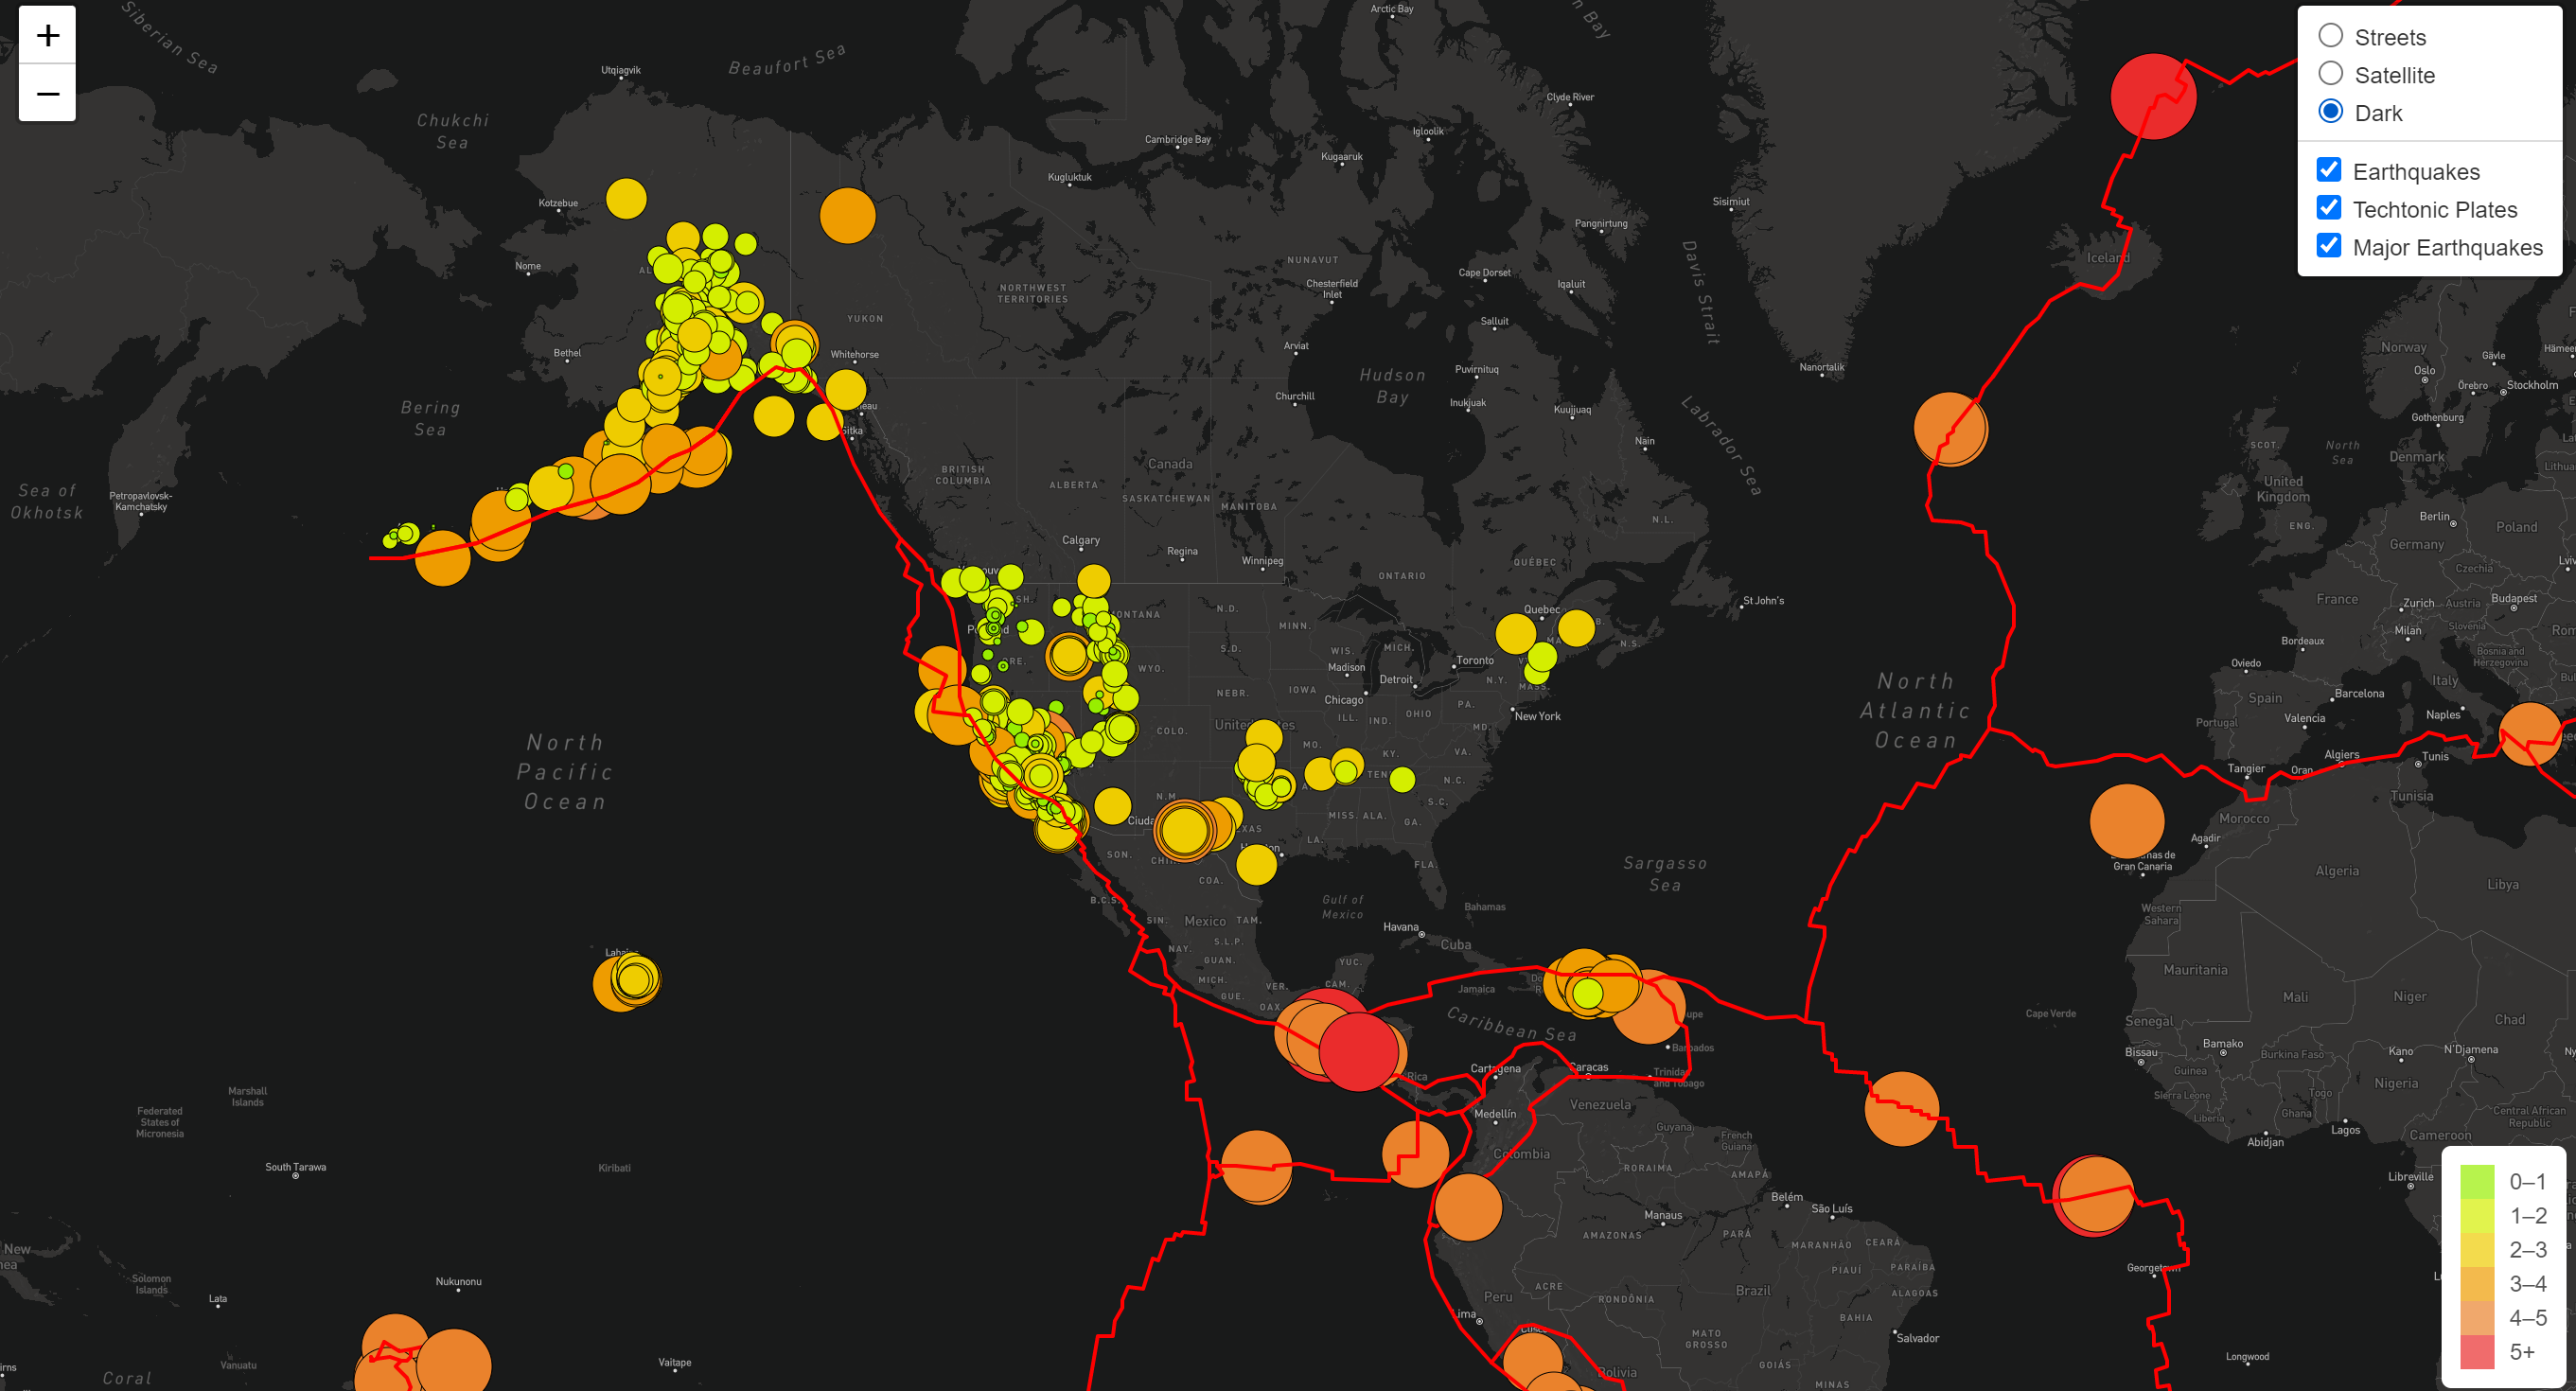 +
−
Streets
Satellite
Dark
Earthquakes
Techtonic Plates
Major Earthquakes
Siberian Sea
Beaufort Sea
Arctic Bay
n Bay
Utqiagvik
Clyde River
Chukchi
Sea
Cambridge Bay
Igloolik
Kugaaruk
Kugluktuk
Kotzebue
Sisimiut
Pangnirtung
Nome
NUNAVUT
Cape Dorset
Davis Strait
Iceland
NORTHWEST
TERRITORIES
Chesterfield
Inlet
Iqaluit
YUKON
Salluit
Bethel
Whitehorse
Arviat
Puvirnituq
Nanortalik
Norway
Gävle
Oslo
Örebro
Stockholm
Hudson
Bay
Churchill
Inukjuak
Kuujjuaq
Labrador Sea
Gothenburg
Bering
Sea
Sitka
Nain
SCOT.
North
Sea
Denmark
BRITISH
COLUMBIA
Canada
ALBERTA
SASKATCHEWAN
MANITOBA
United
Kingdom
Sea of
Okhotsk
Petropavlovsk-
Kamchatsky
N.L.
ENG.
Berlin
Poland
Germany
Calgary
Regina
Winnipeg
ONTARIO
QUÉBEC
Czechia
France
Zurich
Austria
Budapest
Slovenia
Milan
Bordeaux
Bosnia and
Herzegovina
St John's
Quebec
N.S.
MONTANA
N.D.
MINN.
S.D.
WIS.
MICH.
Toronto
Madison
Detroit
N.Y.
MASS.
WYO.
ORE.
NEBR.
IOWA
Chicago
PA.
New York
ILL.
IND.
OHIO
MD.
COLO.
United States
MO.
KY.
VA.
TEN
N.C.
S.C.
MISS.
ALA.
GA.
N.M.
LA.
FLA.
Oviedo
Spain
Barcelona
Italy
Portugal
Valencia
Naples
Algiers
Tangier
Oran
Tunis
Tunisia
Morocco
Agadir
Gran Canaria
Algeria
Libya
Western
Sahara
North
Pacific
Ocean
North
Atlantic
Ocean
Sargasso
Sea
SON.
COA.
B.C.S.
SIN.
Mexico
TAM.
NAY.
S.L.P.
GUAN.
MICH.
VER.
GUE.
OAX.
YUC.
CAM.
Gulf of
Mexico
Bahamas
Havana
Cuba
Jamaica
Caribbean Sea
Barbados
Trinidad
and Tobago
Cartagena
Caracas
Medellín
Venezuela
Guyana
French
Guiana
Colombia
RORAIMA
AMAPÁ
Belém
São Luís
Manaus
AMAZONAS
PARÁ
MARANHÃO
CEARÁ
PIAUÍ
PARAÍBA
ACRE
RONDÔNIA
Brazil
ALAGOAS
Peru
Lima
BAHIA
Salvador
MATO
GROSSO
GOIÁS
Bolivia
MINAS
Mauritania
Mali
Niger
Chad
Cape Verde
Senegal
Bissau
Bamako
Burkina Faso
Kano
N'Djamena
Guinea
Nigeria
Sierra Leone
Togo
Ghana
Liberia
Abidjan
Lagos
Central African
Republic
Cameroon
Libreville
Georgetown
Longwood
Marshall
Islands
Federated
States of
Micronesia
South Tarawa
Kiribati
New
Solomon
Islands
Lata
Nukunonu
Vanuatu
Vaitape
Coral
0–1
1–2
2–3
3–4
4–5
5+